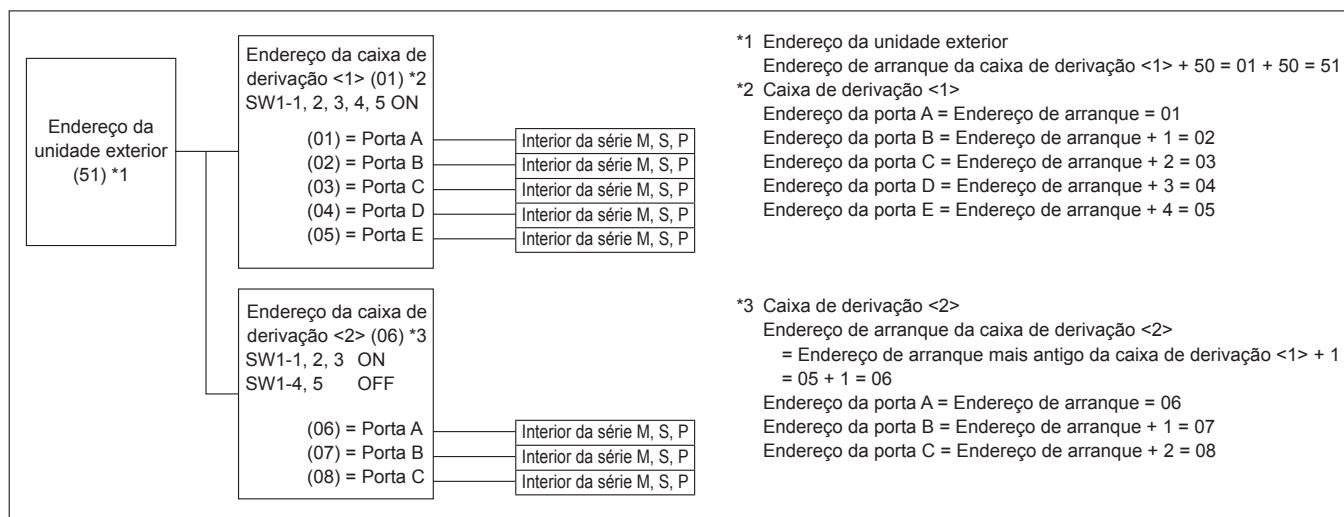 Endereço da
unidade exterior
(51) *1
Endereço da caixa de
derivação <1> (01) *2
SW1-1, 2, 3, 4, 5 ON
(01) = Porta A
(02) = Porta B
(03) = Porta C
(04) = Porta D
(05) = Porta E
Interior da série M, S, P
Interior da série M, S, P
Interior da série M, S, P
Interior da série M, S, P
Interior da série M, S, P
Endereço da caixa de
derivação <2> (06) *3
SW1-1, 2, 3 ON
SW1-4, 5 OFF
(06) = Porta A
(07) = Porta B
(08) = Porta C
Interior da série M, S, P
Interior da série M, S, P
Interior da série M, S, P
*1 Endereço da unidade exterior
Endereço de arranque da caixa de derivação <1> + 50 = 01 + 50 = 51
*2 Caixa de derivação <1>
Endereço da porta A = Endereço de arranque = 01
Endereço da porta B = Endereço de arranque + 1 = 02
Endereço da porta C = Endereço de arranque + 2 = 03
Endereço da porta D = Endereço de arranque + 3 = 04
Endereço da porta E = Endereço de arranque + 4 = 05
*3 Caixa de derivação <2>
Endereço de arranque da caixa de derivação <2>
= Endereço de arranque mais antigo da caixa de derivação <1> + 1
= 05 + 1 = 06
Endereço da porta A = Endereço de arranque = 06
Endereço da porta B = Endereço de arranque + 1 = 07
Endereço da porta C = Endereço de arranque + 2 = 08